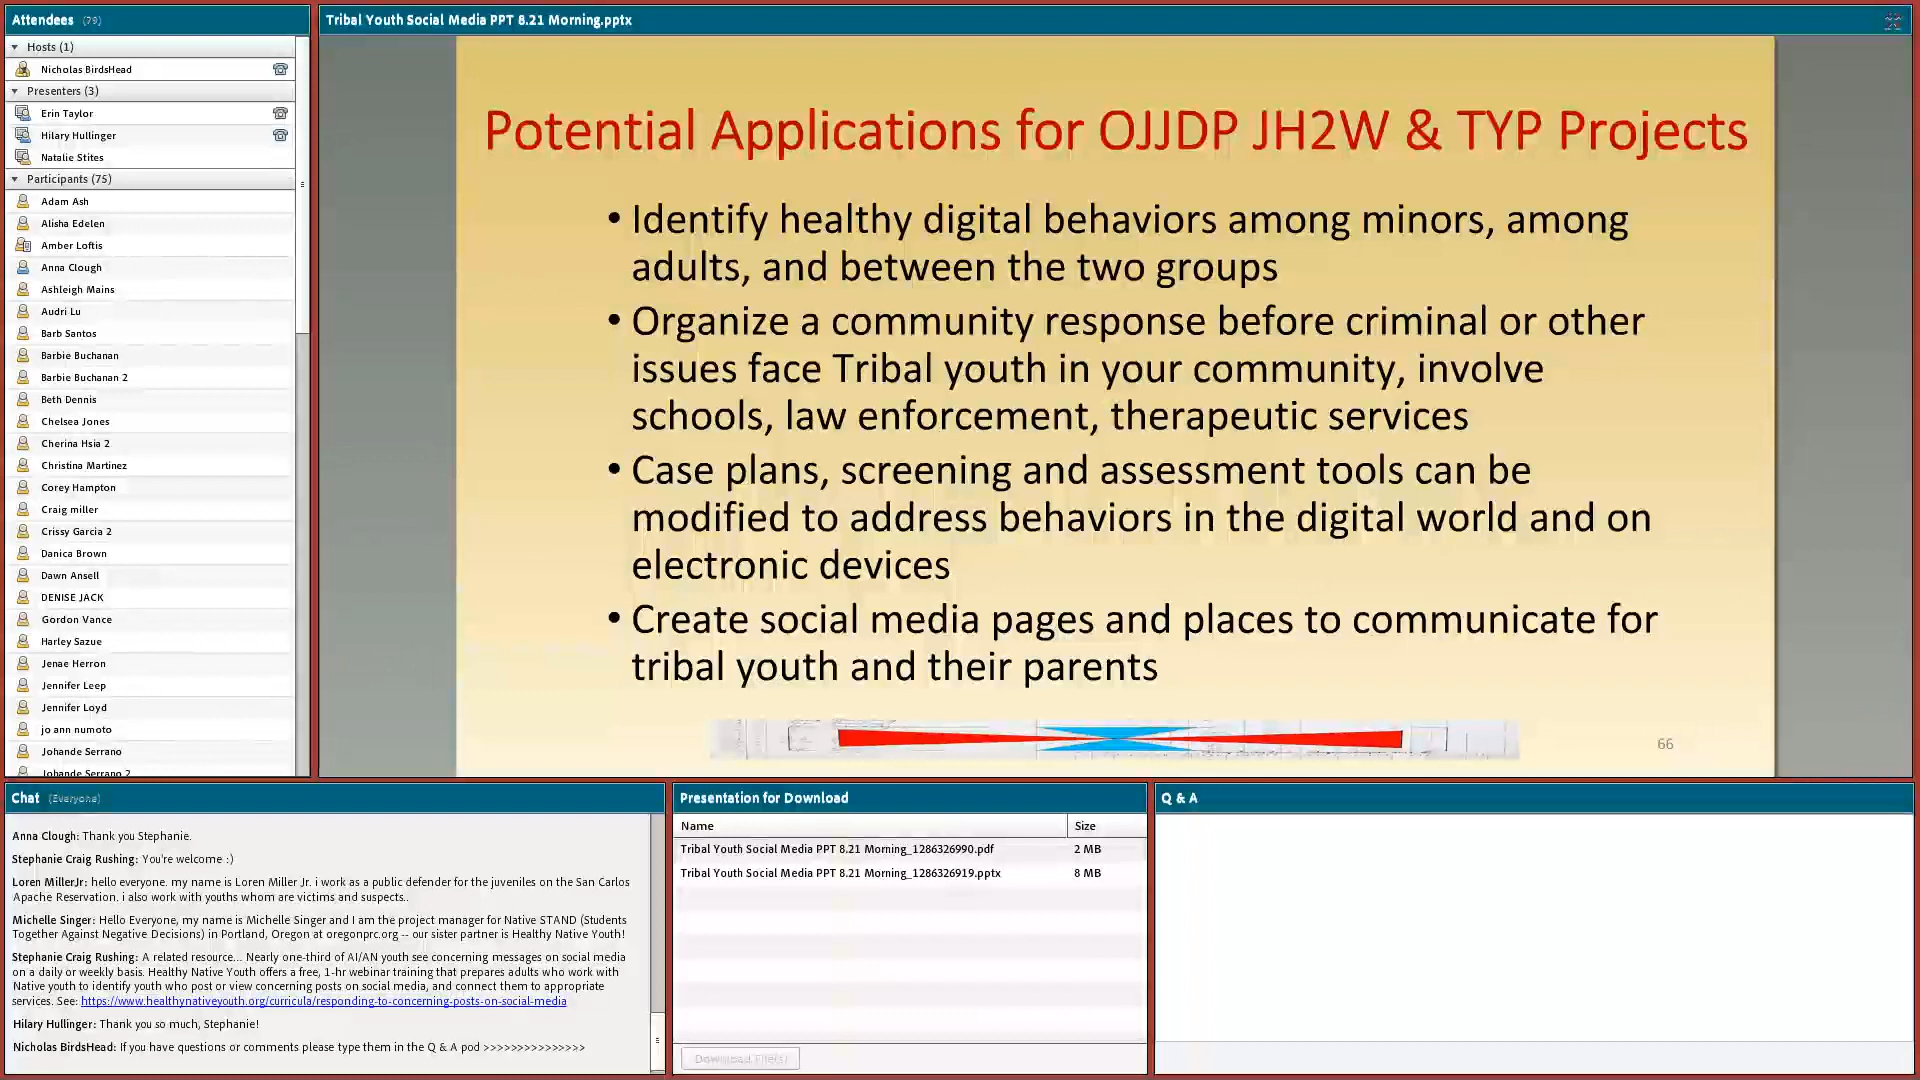 Attendees (79)
Hosts (1)
Nicholas BirdsHead
Presenters (3)
Erin Taylor
Hilary Hullinger
Natalie Stites
Participants (75)
Adam Ash
Alisha Edelen
Amber Loftis
Anna Clough
Ashleigh Mains
Audri Lu
Barb Santos
Barbie Buchanan
Barbie Buchanan 2
Beth Dennis
Chelsea Jones
Cherina Hsia 2
Christina Martinez
Corey Hampton
Craig miller
Crissy Garcia 2
Danica Brown
Dawn Ansell
DENISE JACK
Gordon Vance
Harley Sazue
Jenae Herron
Jennifer Leep
Jennifer Loyd
jo ann numoto
Johande Serrano
Johande Serrano 2
Tribal Youth Social Media PPT 8.21 Morning.pptx
Potential Applications for OJJDP JH2W & TYP Projects
• Identify healthy digital behaviors among minors, among
adults, and between the two groups
• Organize a community response before criminal or other
issues face Tribal youth in your community, involve
schools, law enforcement, therapeutic services
• Case plans, screening and assessment tools can be
modified to address behaviors in the digital world and on
electronic devices
• Create social media pages and places to communicate for
tribal youth and their parents
66
Chat (Everyone)
Anna Clough: Thank you Stephanie.
Stephanie Craig Rushing: You're welcome :)
Loren MillerJr: hello everyone. my name is Loren Miller Jr. i work as a public defender for the juveniles on the San Carlos
Apache Reservation. i also work with youths whom are victims and suspects..
Michelle Singer: Hello Everyone, my name is Michelle Singer and I am the project manager for Native STAND (Students
Together Against Negative Decisions) in Portland, Oregon at oregonprc.org -- our sister partner is Healthy Native Youth!
Stephanie Craig Rushing: A related resource... Nearly one-third of AI/AN youth see concerning messages on social media
on a daily or weekly basis. Healthy Native Youth offers a free, 1-hr webinar training that prepares adults who work with
Native youth to identify youth who post or view concerning posts on social media, and connect them to appropriate
services. See: https://www.healthynativeyouth.org/curricula/responding-to-concerning-posts-on-social-media
Hilary Hullinger: Thank you so much, Stephanie!
Nicholas BirdsHead: If you have questions or comments please type them in the Q & A pod >>>>>>>>>>>>>>>
Presentation for Download
Name Size
Tribal Youth Social Media PPT 8.21 Morning_1286326990.pdf 2 MB
Tribal Youth Social Media PPT 8.21 Morning_1286326919.pptx 8 MB
Download File(s)
Q & A